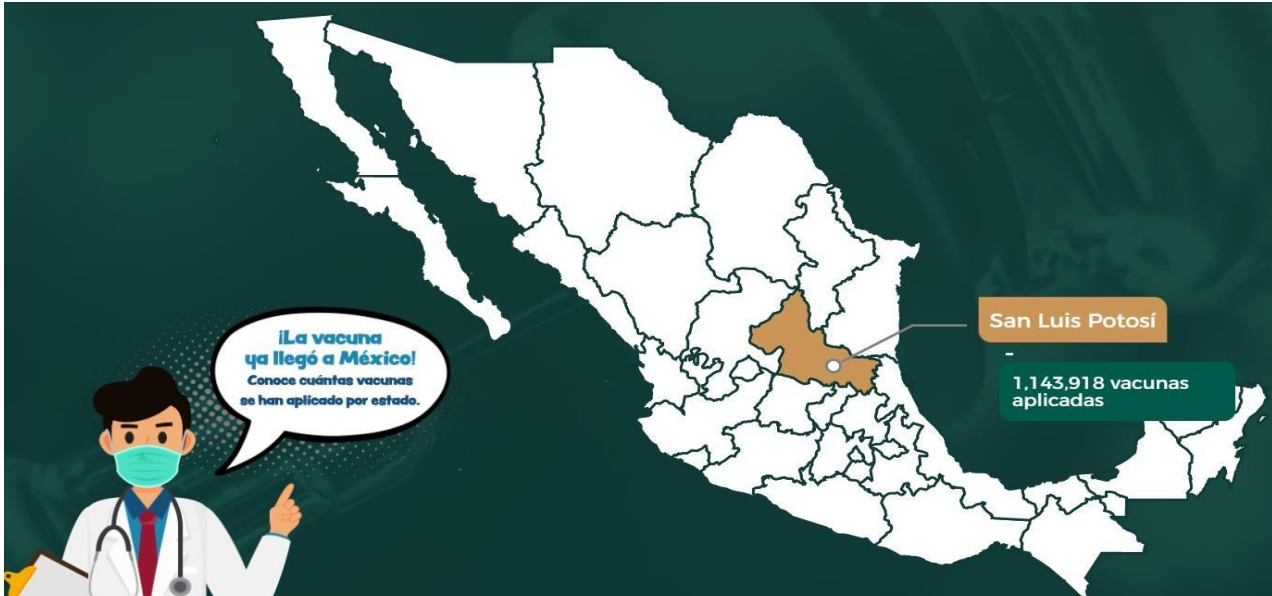 ¡La vacuna
ya llegó a México!
Conoce cuántas vacunas
se han aplicado por estado.
San Luis Potosí
-
1,143,918 vacunas
aplicadas